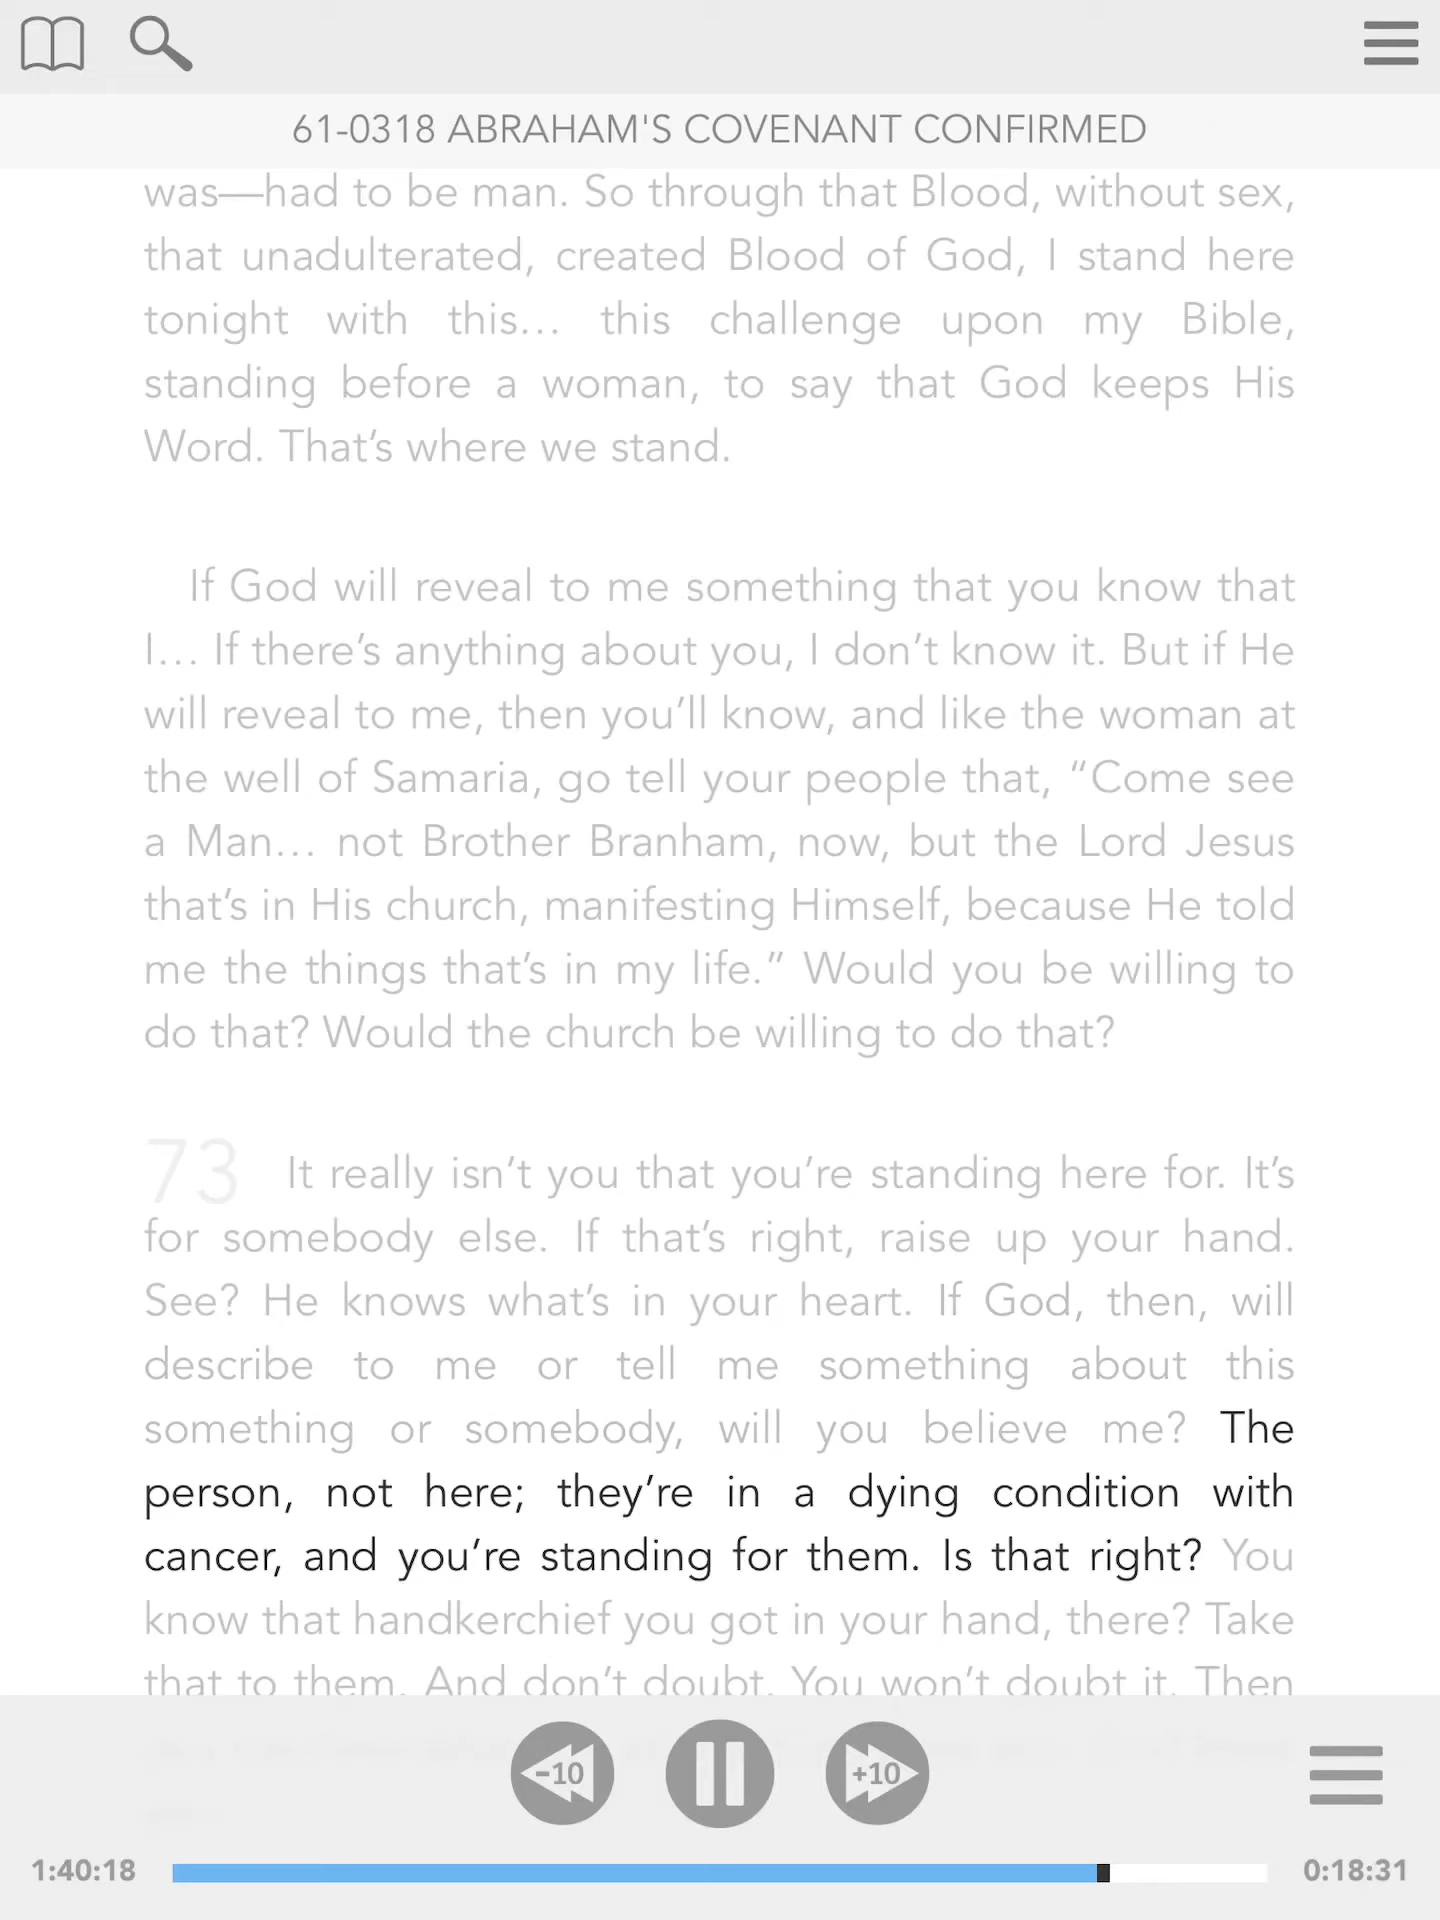 61-0318 ABRAHAM'S COVENANT CONFIRMED
was—had to be man. So through that Blood, without sex,
that unadulterated, created Blood of God, I stand here
tonight with this… this challenge upon my Bible,
standing before a woman, to say that God keeps His
Word. That’s where we stand.
If God will reveal to me something that you know that
I… If there’s anything about you, I don’t know it. But if He
will reveal to me, then you’ll know, and like the woman at
the well of Samaria, go tell your people that, “Come see
a Man… not Brother Branham, now, but the Lord Jesus
that’s in His church, manifesting Himself, because He told
me the things that’s in my life.” Would you be willing to
do that? Would the church be willing to do that?
73 It really isn’t you that you’re standing here for. It’s
for somebody else. If that’s right, raise up your hand.
See? He knows what’s in your heart. If God, then, will
describe to me or tell me something about this
something or somebody, will you believe me? The
person, not here; they’re in a dying condition with
cancer, and you’re standing for them. Is that right? You
know that handkerchief you got in your hand, there? Take
that to them. And don’t doubt. You won’t doubt it. Then
-10 +10
1:40:18 0:18:31